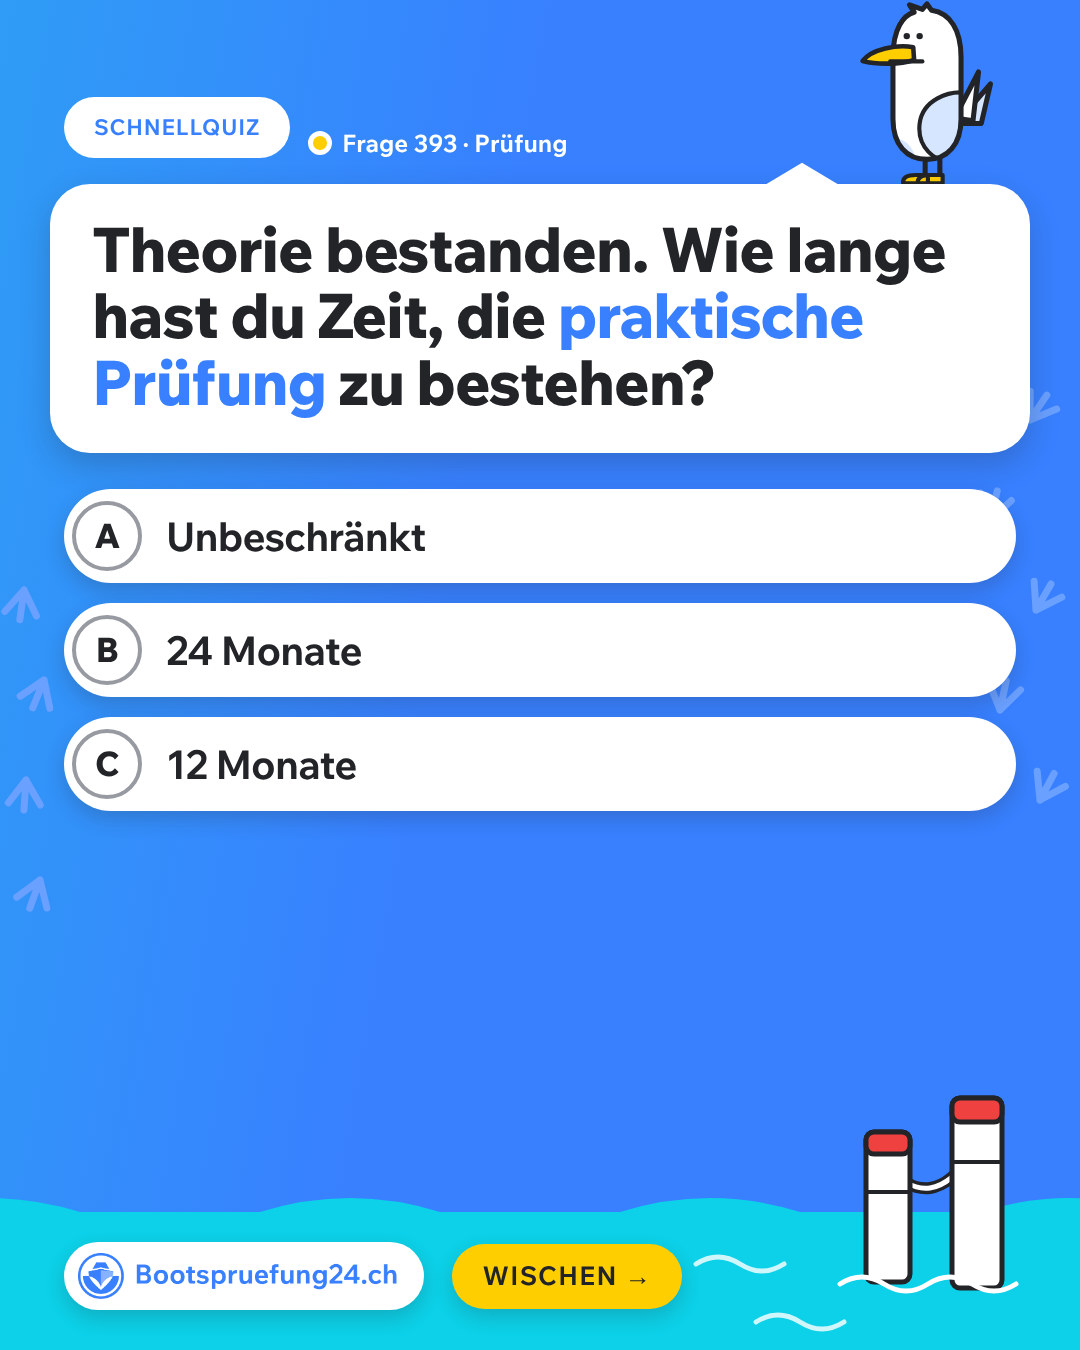 SCHNELLQUIZ
Frage 393 · Prüfung
Theorie bestanden. Wie lange
hast du Zeit, die praktische
Prüfung zu bestehen?
A Unbeschränkt
B 24 Monate
C 12 Monate
Bootspruefung24.ch
WISCHEN →